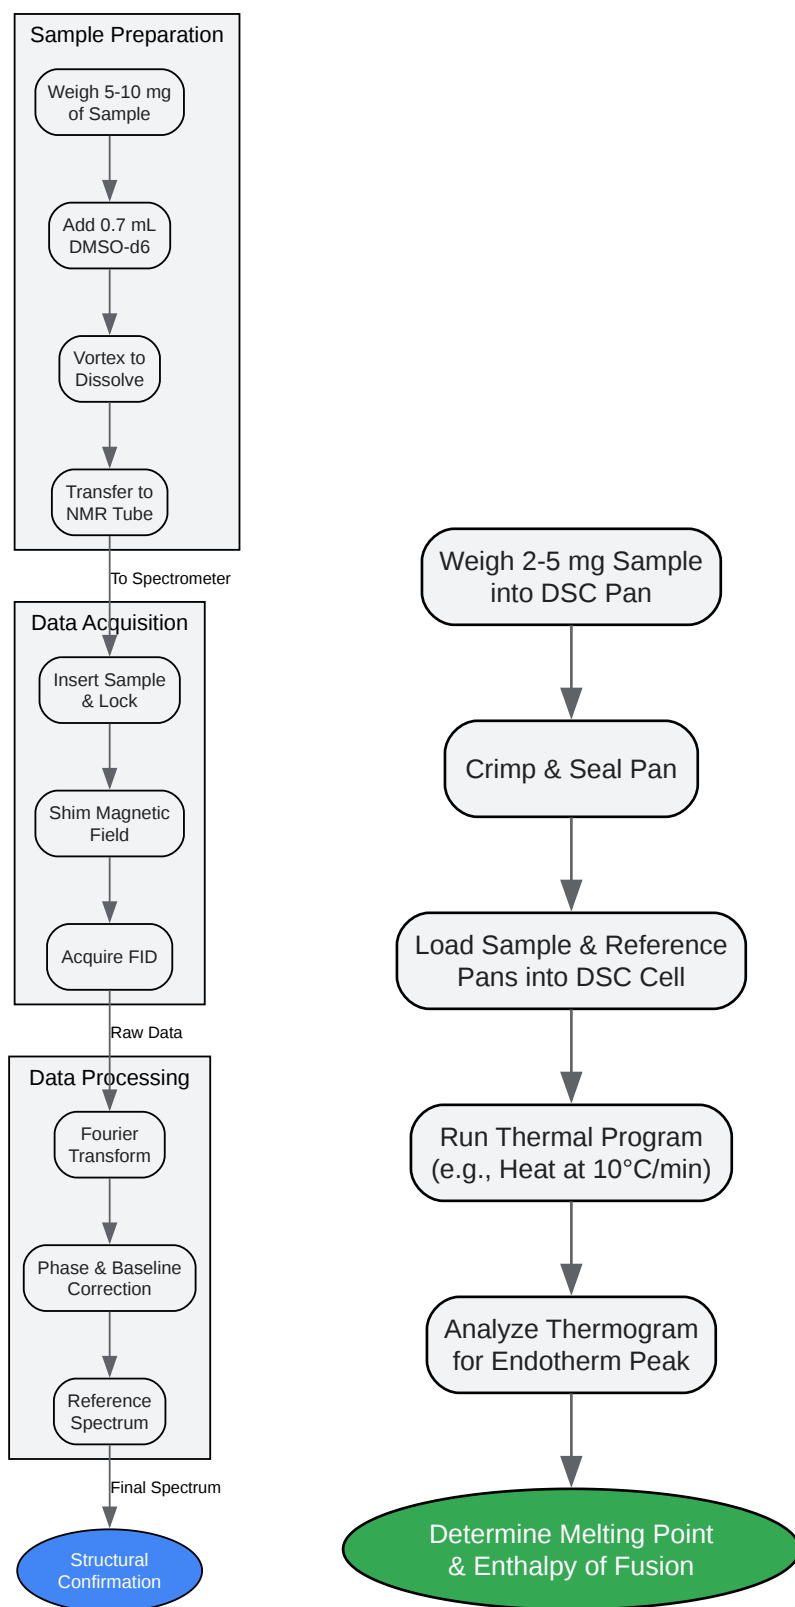 Sample Preparation
Weigh 5-10 mg
of Sample
Add 0.7 mL
DMSO-d6
Vortex to
Dissolve
Transfer to
NMR Tube
To Spectrometer
Data Acquisition
Insert Sample
& Lock
Shim Magnetic
Field
Acquire FID
Raw Data
Data Processing
Fourier
Transform
Phase & Baseline
Correction
Reference
Spectrum
Final Spectrum
Structural
Confirmation
Weigh 2-5 mg Sample
into DSC Pan
Crimp & Seal Pan
Load Sample & Reference
Pans into DSC Cell
Run Thermal Program
(e.g., Heat at 10°C/min)
Analyze Thermogram
for Endotherm Peak
Determine Melting Point
& Enthalpy of Fusion